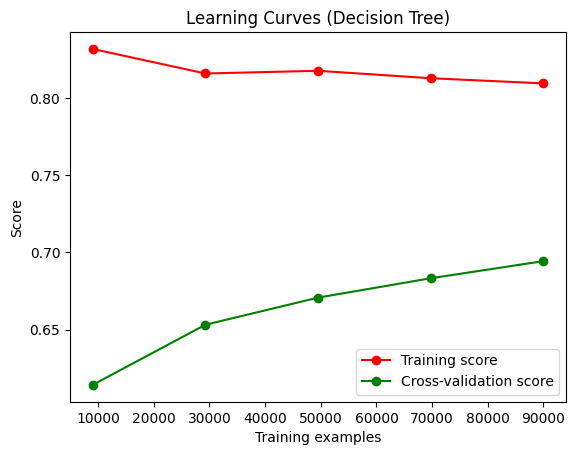 Learning Curves (Decision Tree)
0.80
0.75
0.70
0.65
Score
10000 20000 30000 40000 50000 60000 70000 80000 90000
Training examples
Training score
Cross-validation score